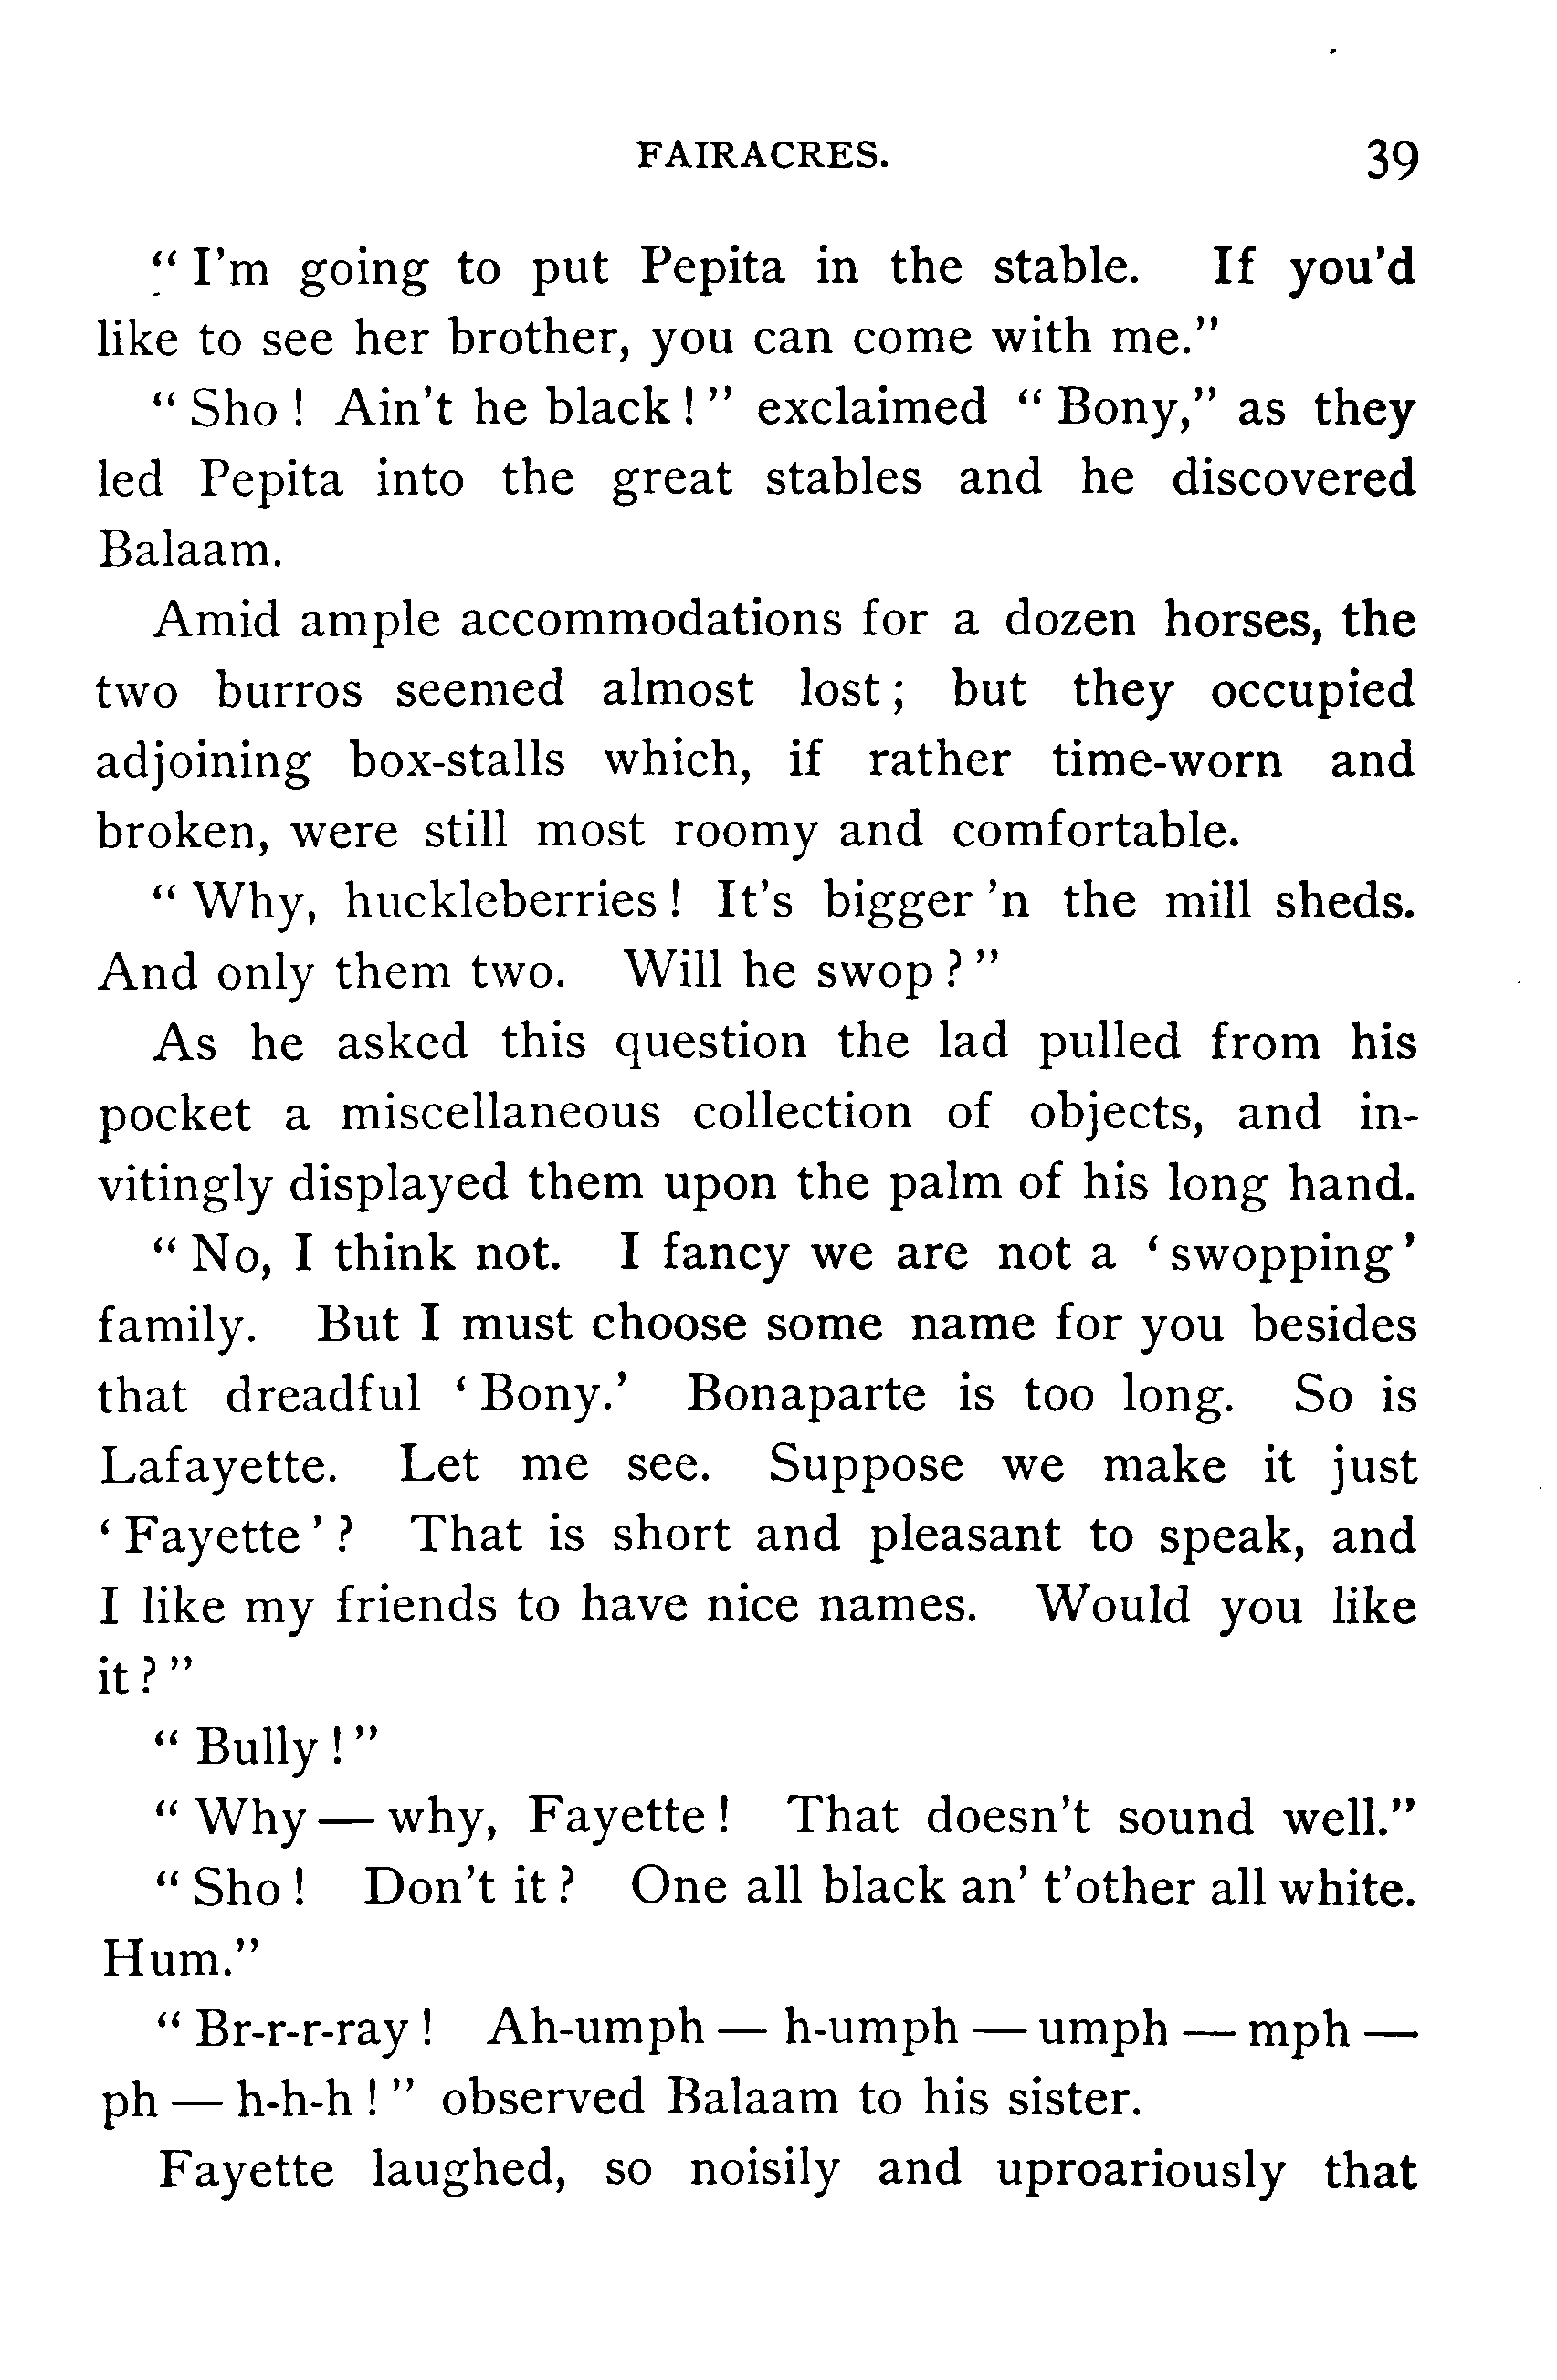 FAIRACRES. 39
“ I’m going to put Pepita in the stable. If you’d
like to see her brother, you can come with me.”
“ Sho ! Ain’t he black ! ” exclaimed “ Bony,” as they
led Pepita into the great stables and he discovered
Balaam.
Amid ample accommodations for a dozen horses, the
two burros seemed almost lost ; but they occupied
adjoining box-stalls which, if rather time-worn and
broken, were still most roomy and comfortable.
“ Why, huckleberries ! It’s bigger ’n the mill sheds.
And only them two. Will he swop ? ”
As he asked this question the lad pulled from his
pocket a miscellaneous collection of objects, and in-
vitingly displayed them upon the palm of his long hand.
“ No, I think not. I fancy we are not a ‘ swopping ’
family. But I must choose some name for you besides
that dreadful ‘ Bony.’ Bonaparte is too long. So is
Lafayette. Let me see. Suppose we make it just
‘ Fayette ’ ? That is short and pleasant to speak, and
I like my friends to have nice names. Would you like
it ? ”
“ Bully ! ”
“ Why — why, Fayette ! That doesn’t sound well.”
“ Sho ! Don’t it ? One all black an’ t’other all white.
Hum.”
“ Br-r-r-ray ! Ah-umph — h-umph — umph — mph —
ph — h-h-h ! ” observed Balaam to his sister.
Fayette laughed, so noisily and uproariously that